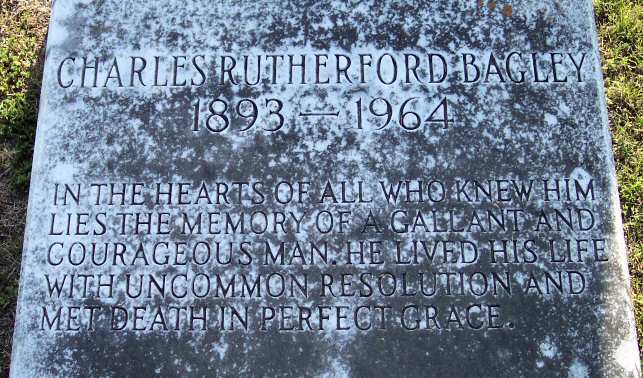 CHARLES RUTHERFORD BAGLEY
1893 — 1964
IN THE HEARTS OF ALL WHO KNEW HIM
LIES THE MEMORY OF A GALLANT AND
COURAGEOUS MAN. HE LIVED HIS LIFE
WITH UNCOMMON RESOLUTION AND
MET DEATH IN PERFECT GRACE.